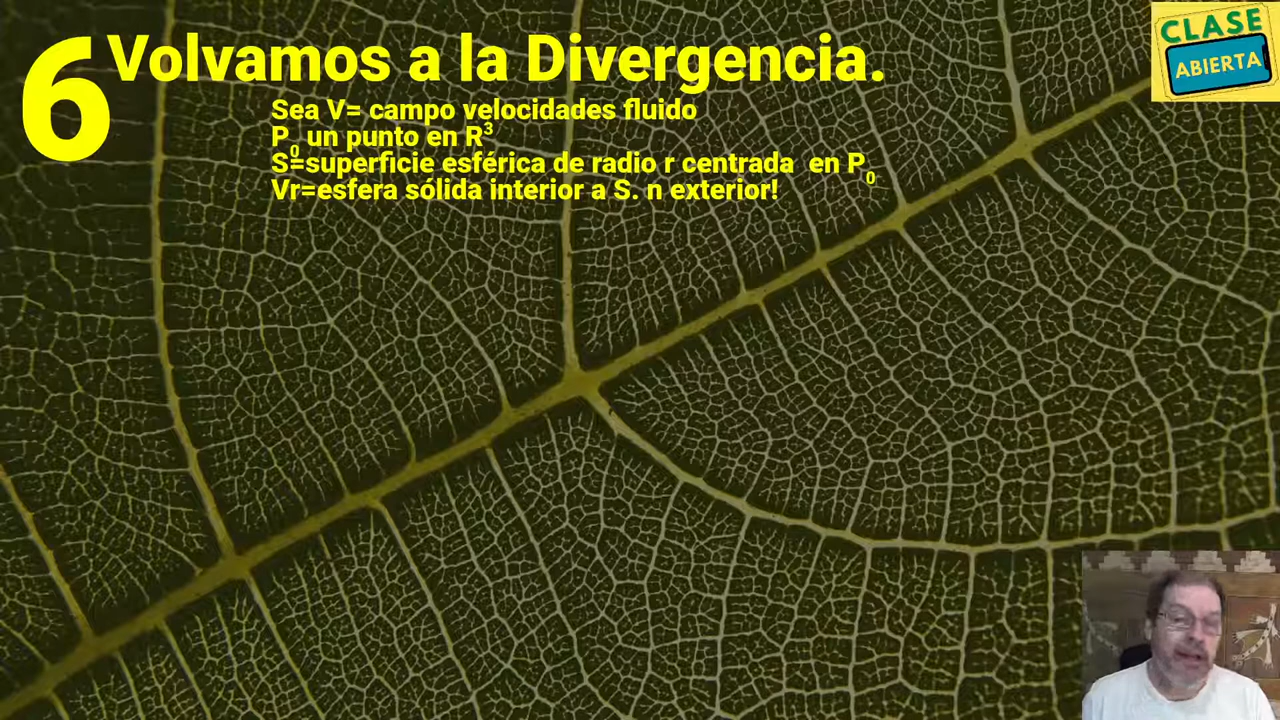 6
Volvamos a la Divergencia.
Sea V= campo velocidades fluido
P₀ un punto en R³
S=superficie esférica de radio r centrada en P₀
Vr=esfera sólida interior a S. n exterior!
CLASE
ABIERTA